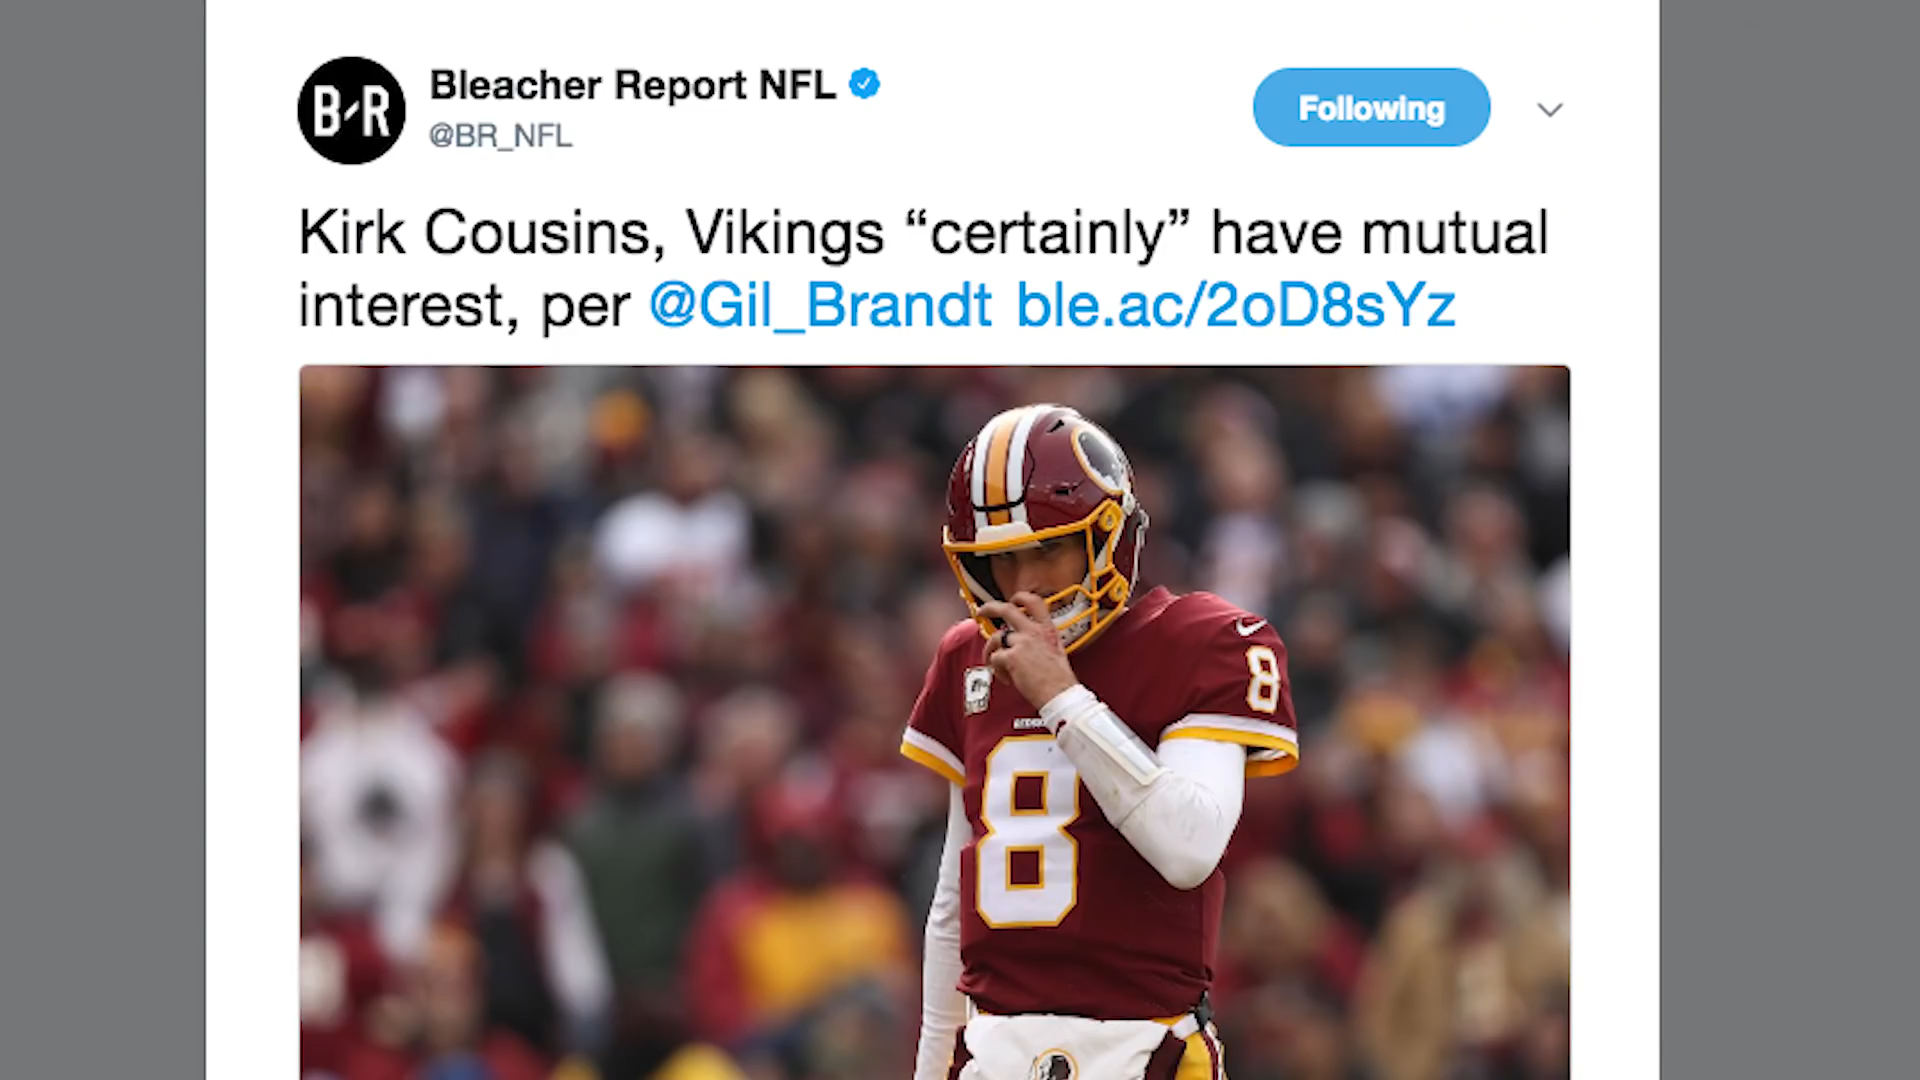 B/R
Bleacher Report NFL
@BR_NFL
Following
Kirk Cousins, Vikings “certainly” have mutual
interest, per @Gil_Brandt ble.ac/2oD8sYz
8
C
8